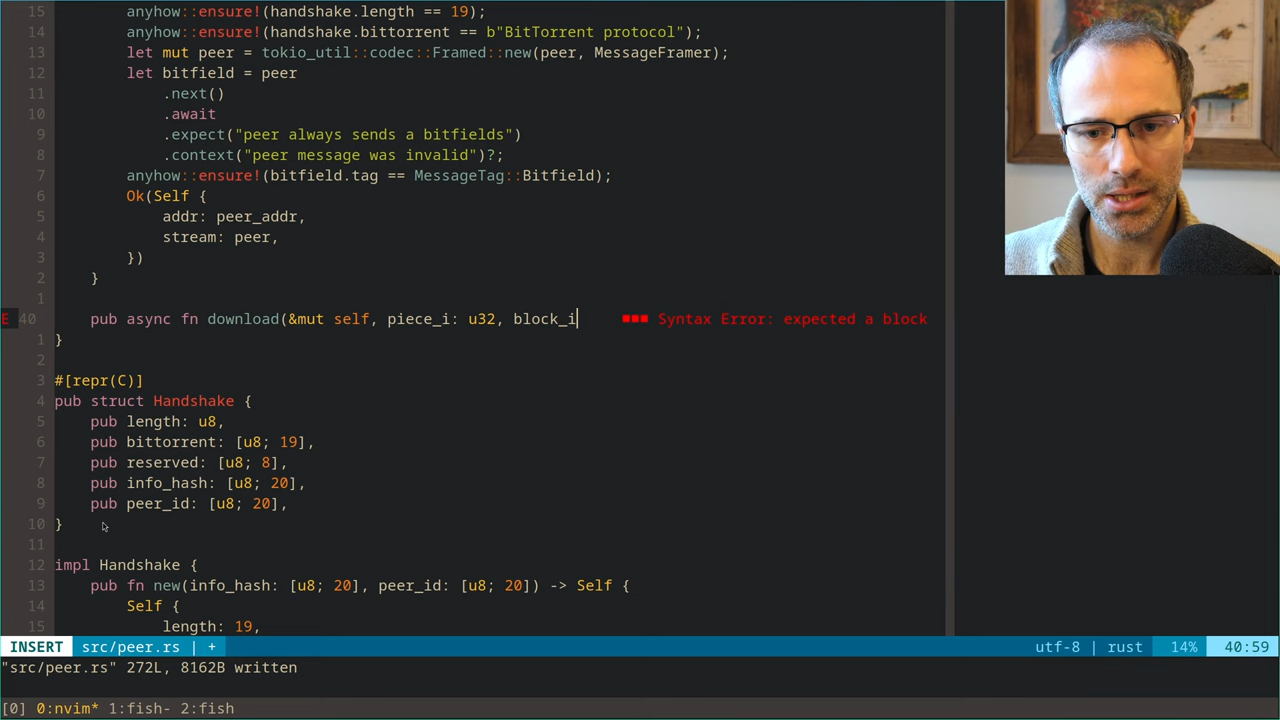 15 anyhow::ensure!(handshake.length == 19);
14 anyhow::ensure!(handshake.bittorrent == b"BitTorrent protocol");
13 let mut peer = tokio_util::codec::Framed::new(peer, MessageFramer);
12 let bitfield = peer
11 .next()
10 .await
9 .expect("peer always sends a bitfields")
8 .context("peer message was invalid")?;
7 anyhow::ensure!(bitfield.tag == MessageTag::Bitfield);
6 Ok(Self {
5 addr: peer_addr,
4 stream: peer,
3 })
2 }
1
E 40 pub async fn download(&mut self, piece_i: u32, block_i ■■■ Syntax Error: expected a block
1 }
2
3 #[repr(C)]
4 pub struct Handshake {
5 pub length: u8,
6 pub bittorrent: [u8; 19],
7 pub reserved: [u8; 8],
8 pub info_hash: [u8; 20],
9 pub peer_id: [u8; 20],
10 }
11
12 impl Handshake {
13 pub fn new(info_hash: [u8; 20], peer_id: [u8; 20]) -> Self {
14 Self {
15 length: 19,
INSERT src/peer.rs | + utf-8 | rust 14% 40:59
"src/peer.rs" 272L, 8162B written
[0] 0:nvim* 1:fish- 2:fish